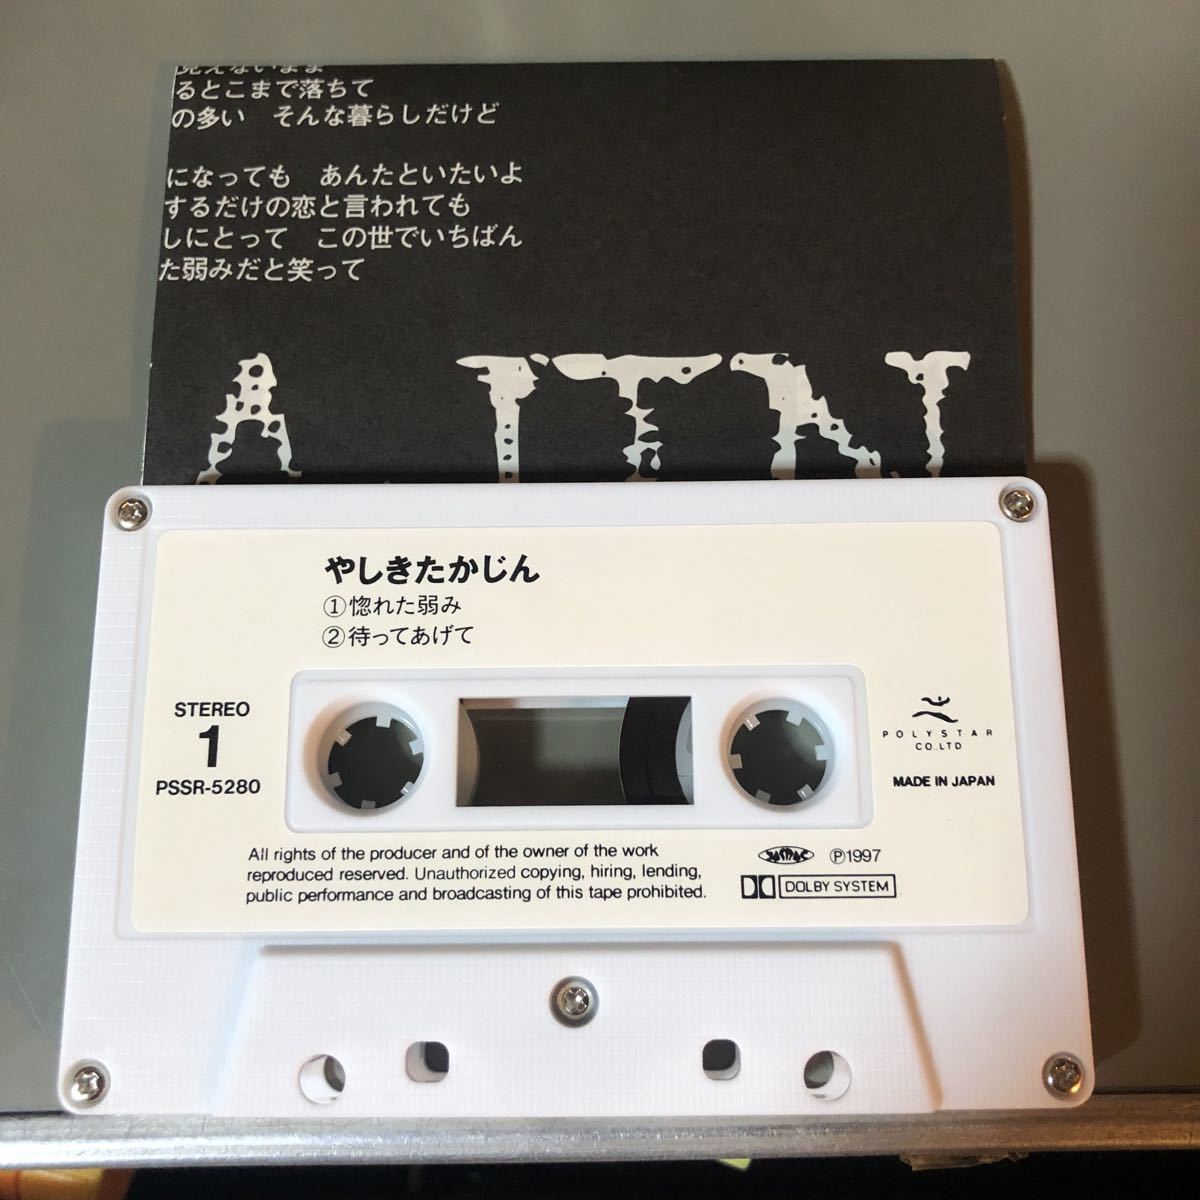 見えないまま
るとこまで落ちて
の多い　そんな暮らしだけど
になっても　あんたといたいよ
するだけの恋と言われても
しにとって　この世でいちばん
た弱みだと笑って
やしきたかじん
①惚れた弱み
②待ってあげて
STEREO
1
PSSR-5280
POLYSTAR
CO.LTD
MADE IN JAPAN
All rights of the producer and of the owner of the work
reproduced reserved. Unauthorized copying, hiring, lending,
public performance and broadcasting of this tape prohibited.
JASRAC ℗1997
DOLBY SYSTEM